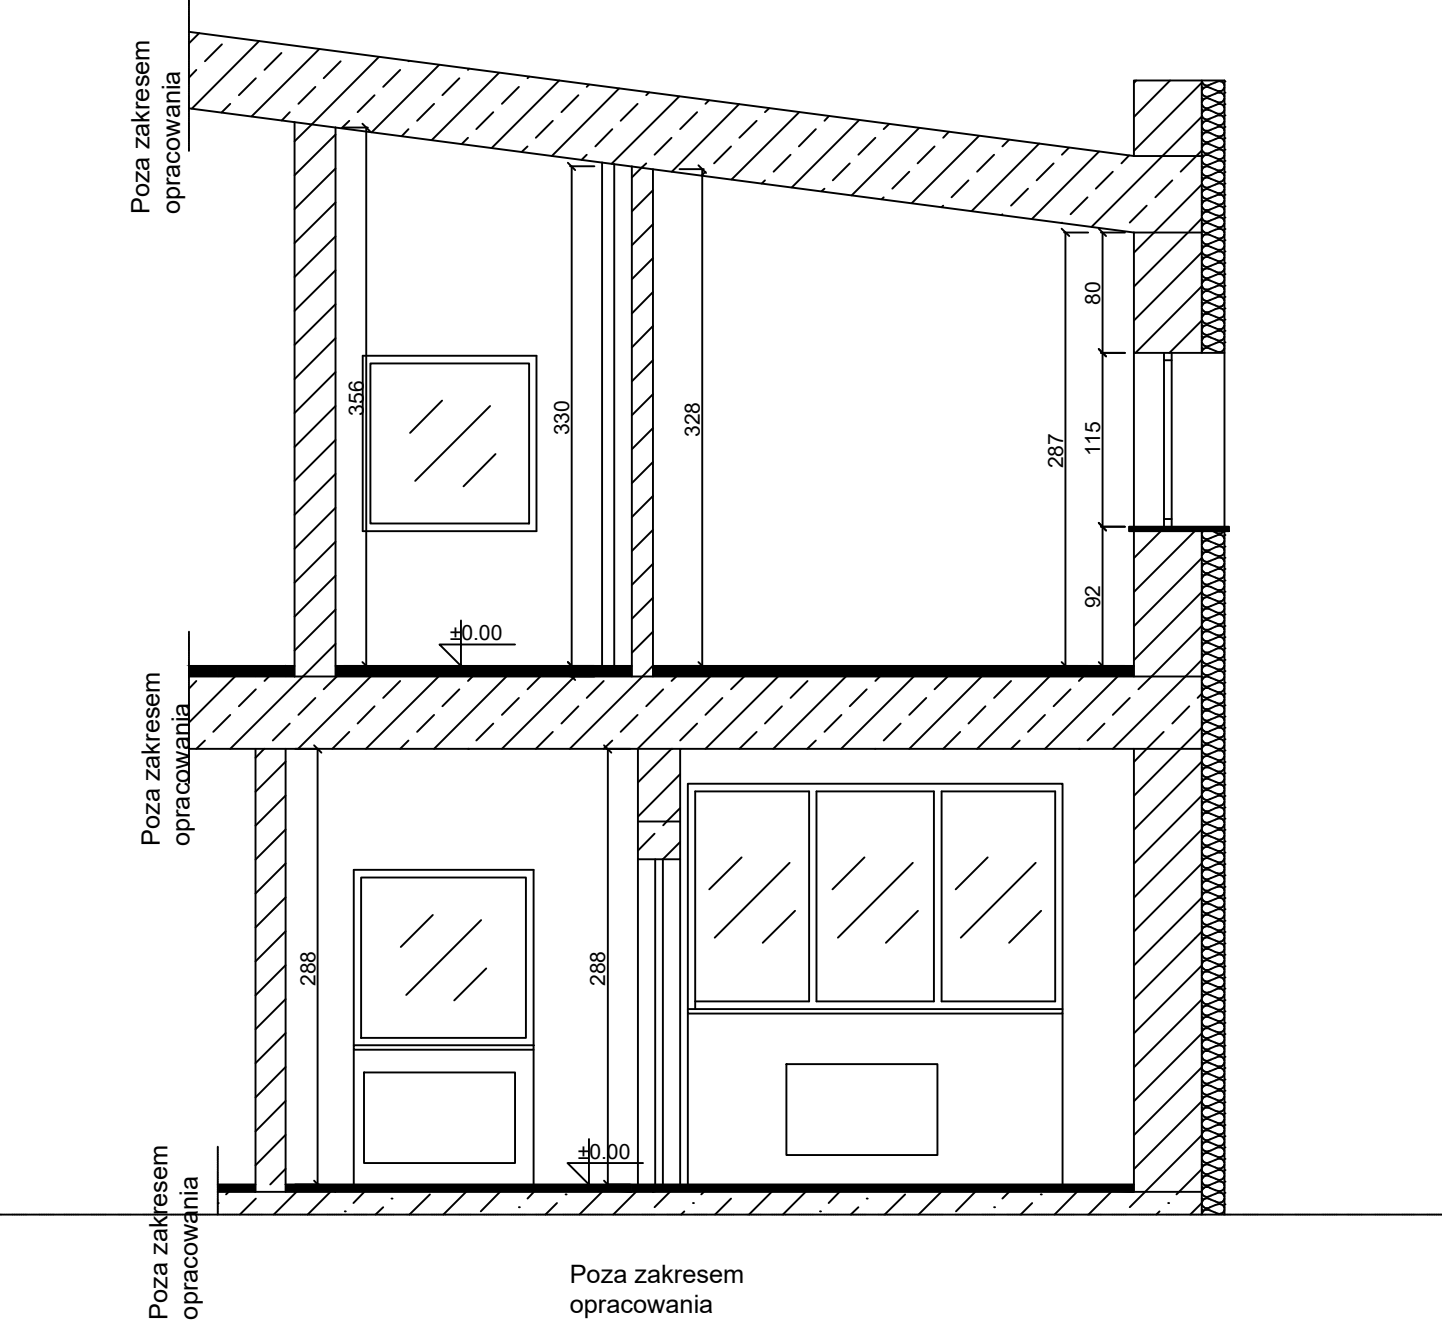 Poza zakresem
opracowania
80
356
330
328
287
115
92
±0.00
Poza zakresem
opracowania
288
288
±0.00
Poza zakresem
opracowania
Poza zakresem
opracowania